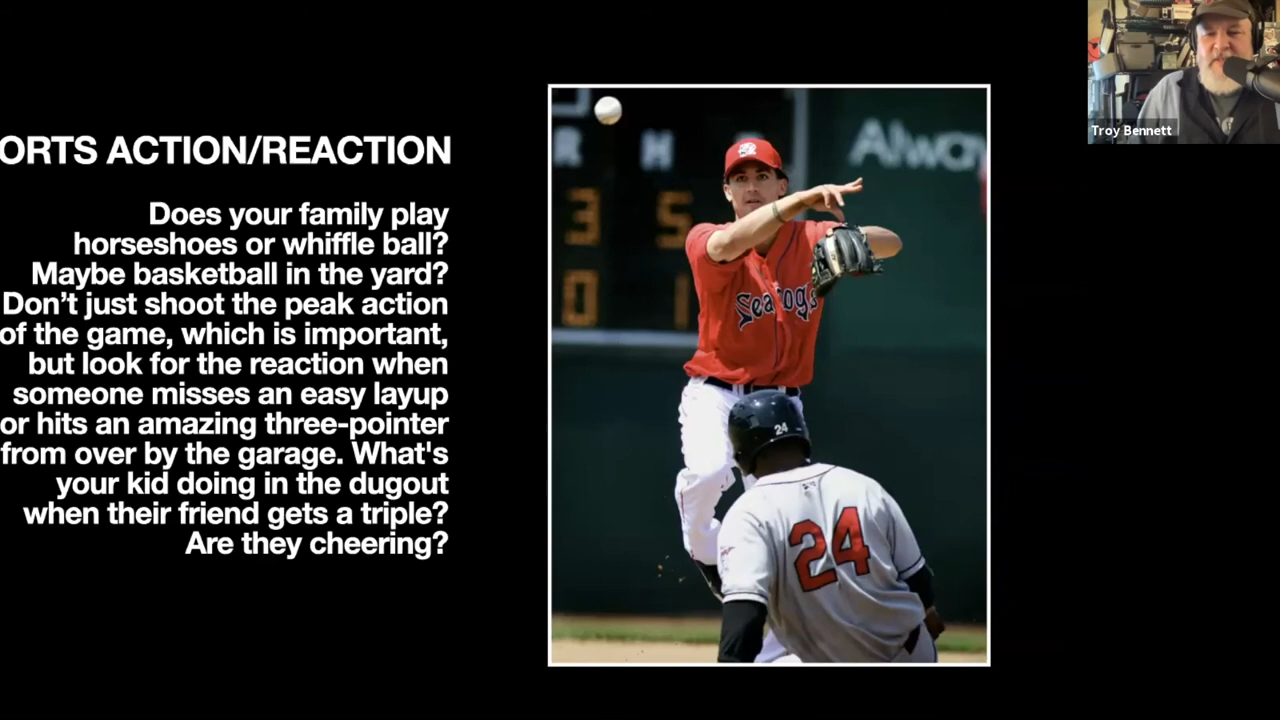 ORTS ACTION/REACTION
Does your family play
horseshoes or whiffle ball?
Maybe basketball in the yard?
Don’t just shoot the peak action
of the game, which is important,
but look for the reaction when
someone misses an easy layup
or hits an amazing three-pointer
from over by the garage. What's
your kid doing in the dugout
when their friend gets a triple?
Are they cheering?
R H
3 5
0 1
Alway
Sea ogs
24
24
Troy Bennett